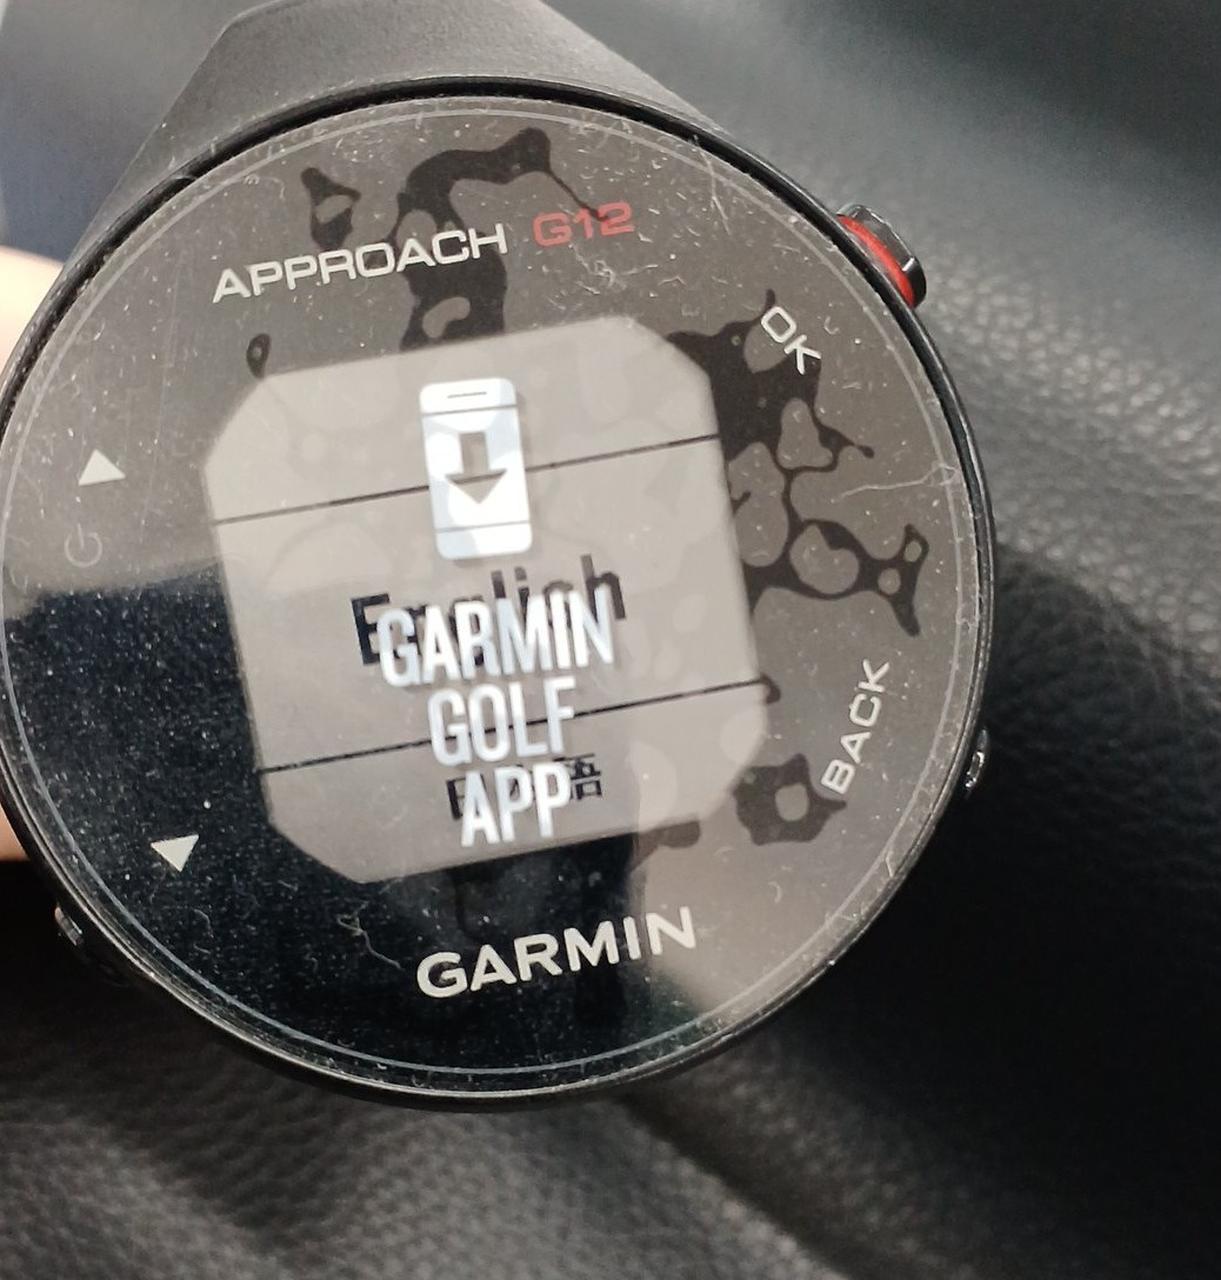 APPROACH G12
OK
English
GARMIN
GOLF
APP
BACK
GARMIN